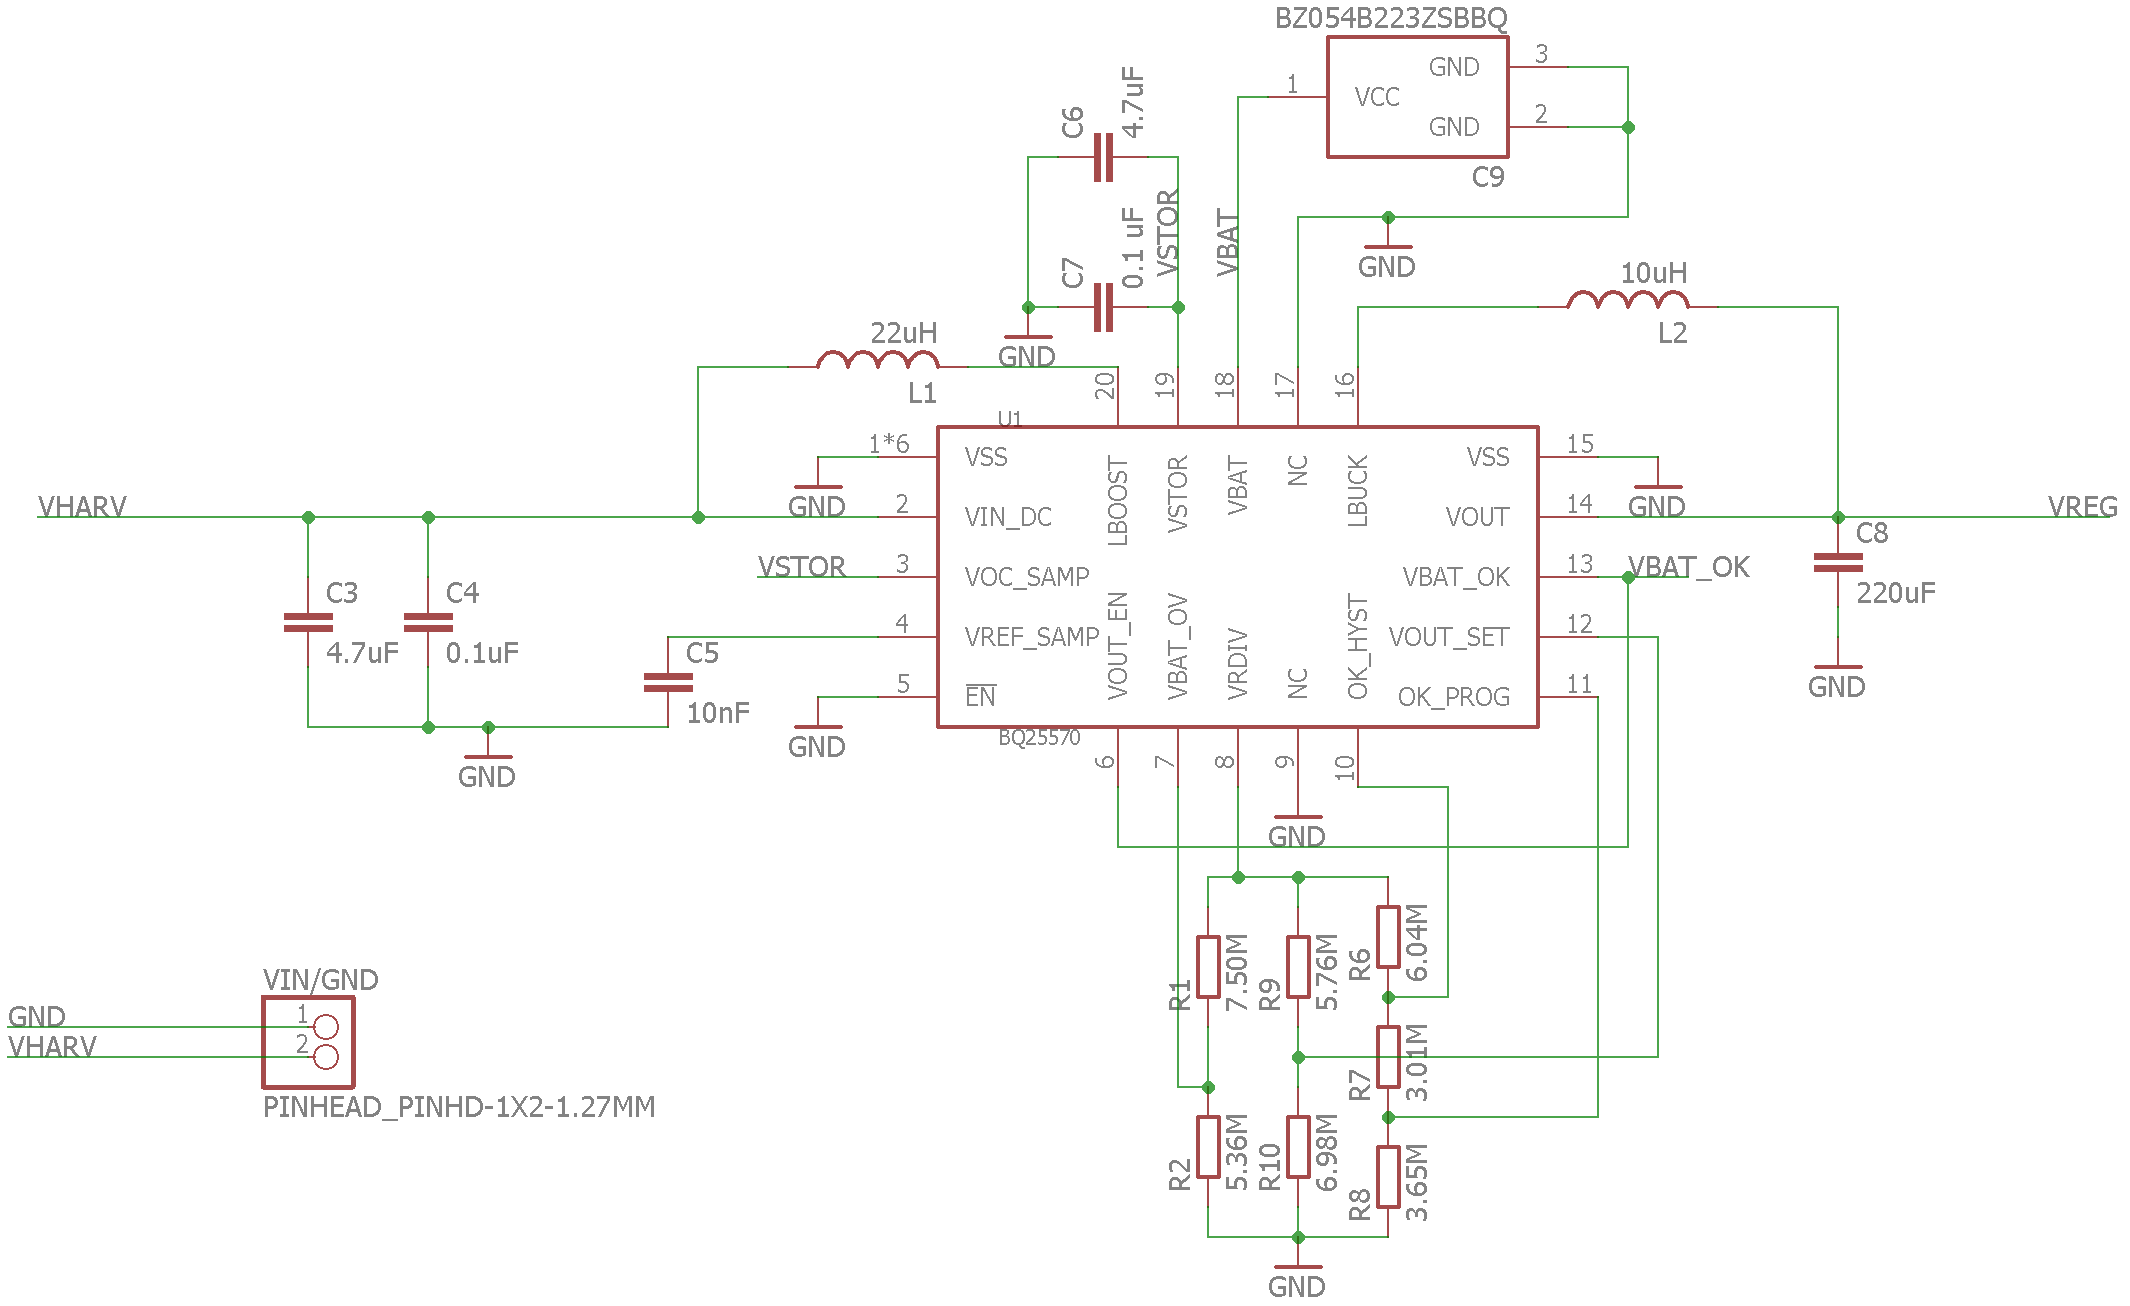 BZ054B223ZSBBQ
1
VCC
GND
3
GND
2
C9
GND
C6
4.7uF
C7
0.1 uF
VSTOR
VBAT
GND
22uH
L1
10uH
L2
20
19
18
17
16
U1
1*6
VSS
GND
VHARV
2
VIN_DC
VSTOR
3
VOC_SAMP
4
VREF_SAMP
5
EN
GND
LBOOST
VSTOR
VBAT
NC
LBUCK
VSS
15
GND
VOUT
14
VREG
VBAT_OK
13
VBAT_OK
VOUT_SET
12
OK_PROG
11
VOUT_EN
VBAT_OV
VRDIV
NC
OK_HYST
BQ25570
C3
4.7uF
C4
0.1uF
C5
10nF
GND
C8
220uF
GND
6
7
8
9
10
GND
R1
7.50M
R9
5.76M
R6
6.04M
R7
3.01M
R2
5.36M
R10
6.98M
R8
3.65M
GND
VIN/GND
GND
1
VHARV
2
PINHEAD_PINHD-1X2-1.27MM